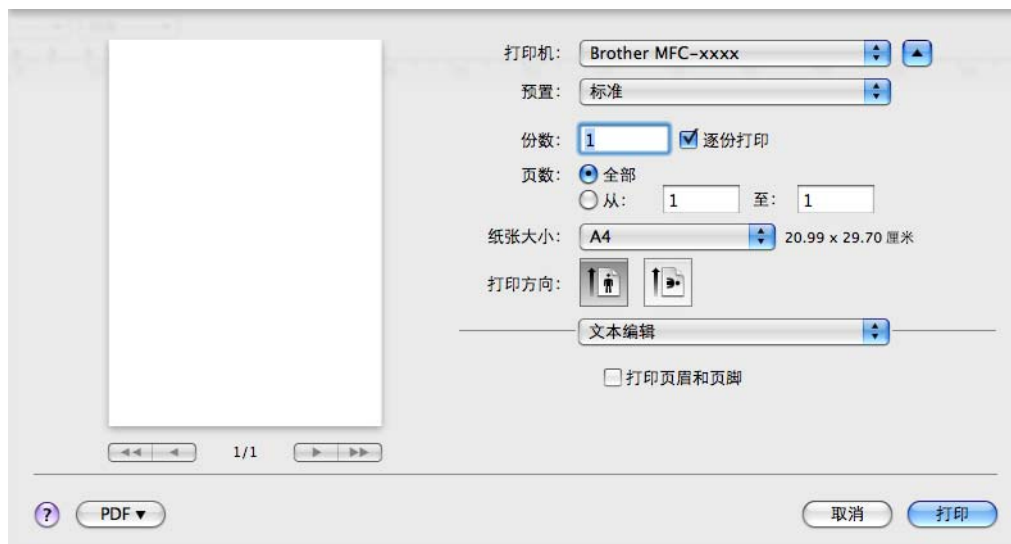 打印机: Brother MFC-xxxx
预置: 标准
份数: 1 逐份打印
页数: 全部
从: 1 至: 1
纸张大小: A4 20.99 x 29.70 厘米
打印方向:
文本编辑
打印页眉和页脚
1/1
? PDF 取消 打印